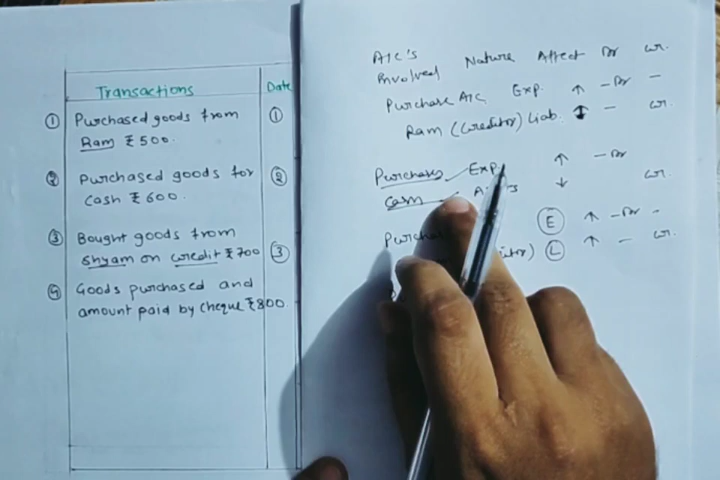 Transactions
Date
① Purchased goods from ①
Ram ₹500.
② Purchased goods for ②
Cash ₹600.
③ Bought goods from
Shyam on credit ₹700 ③
④ Goods purchased and
amount paid by cheque ₹800.
A/c's
involved Nature Affect Dr Cr.
Purchase A/c Exp. ↑ - Dr -
Ram (Creditor) Liab. ↑ - Cr.
Purchases Exp ↑ - Dr
Cash ↓ Cr.
Ⓔ ↑ - Dr -
Ⓛ ↑ - Cr.